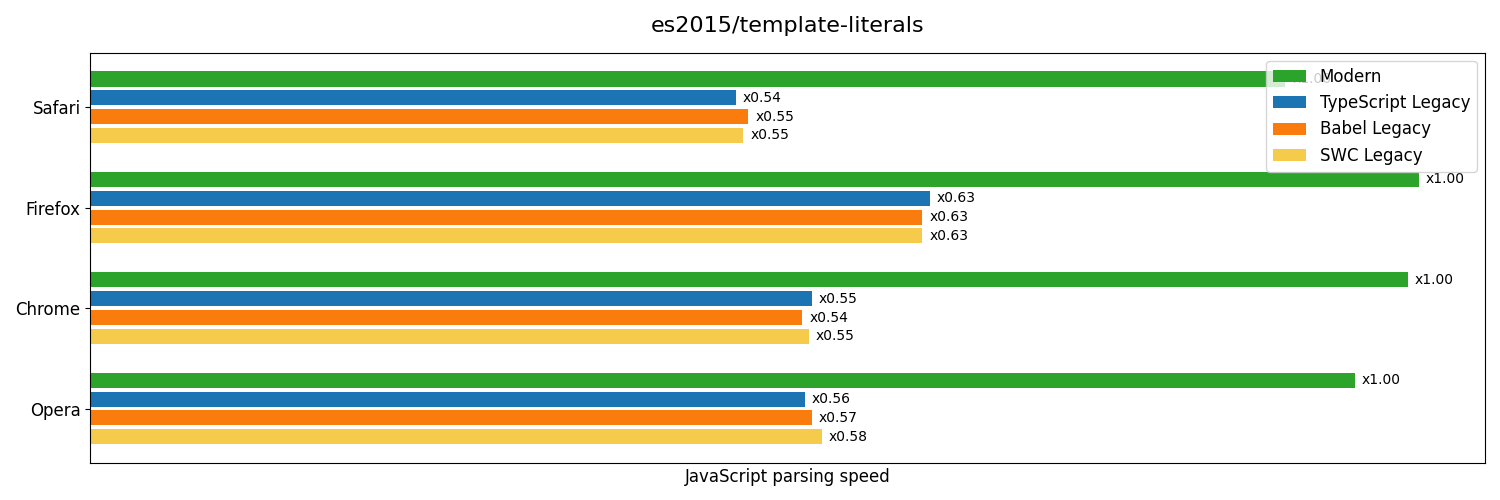 es2015/template-literals
Modern
TypeScript Legacy
Babel Legacy
SWC Legacy
Safari
x0.54
x0.55
x0.55
Firefox
x1.00
x0.63
x0.63
x0.63
Chrome
x1.00
x0.55
x0.54
x0.55
Opera
x1.00
x0.56
x0.57
x0.58
JavaScript parsing speed